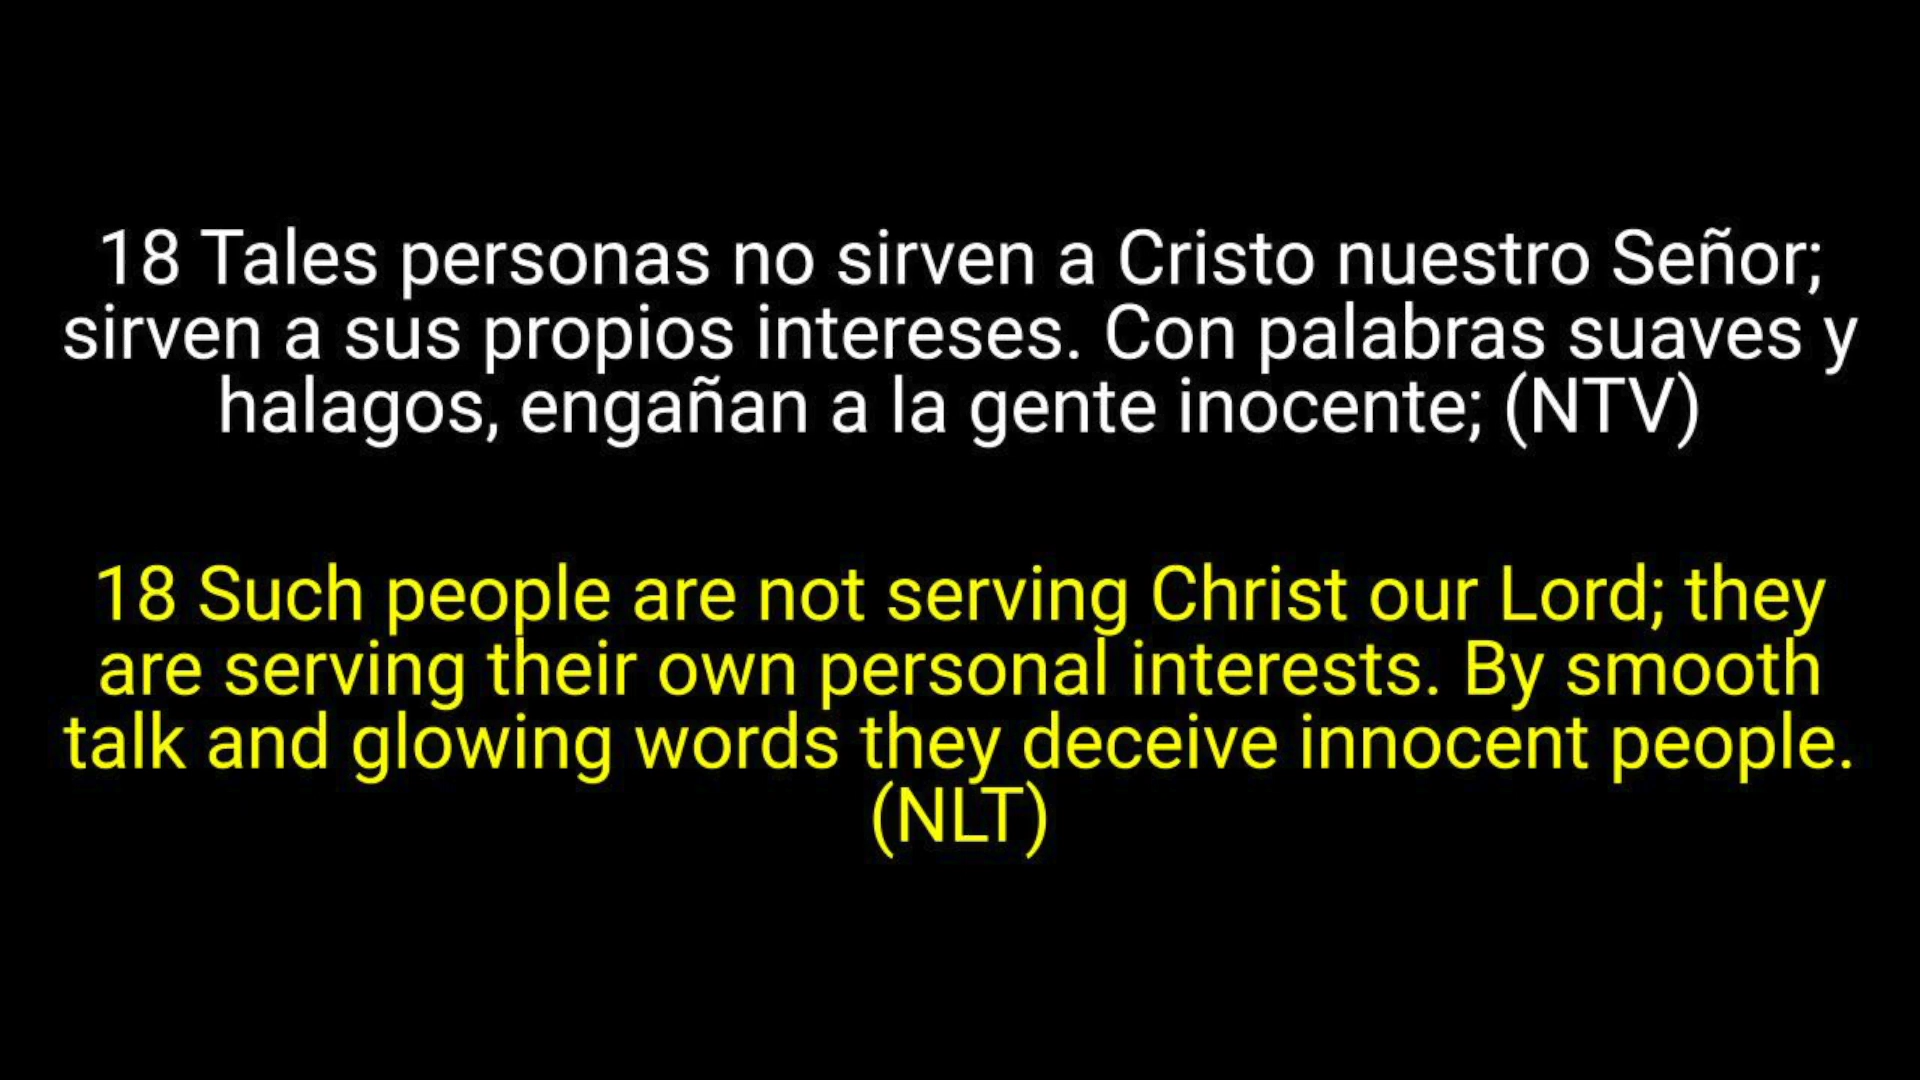 18 Tales personas no sirven a Cristo nuestro Señor;
sirven a sus propios intereses. Con palabras suaves y
halagos, engañan a la gente inocente; (NTV)
18 Such people are not serving Christ our Lord; they
are serving their own personal interests. By smooth
talk and glowing words they deceive innocent people.
(NLT)